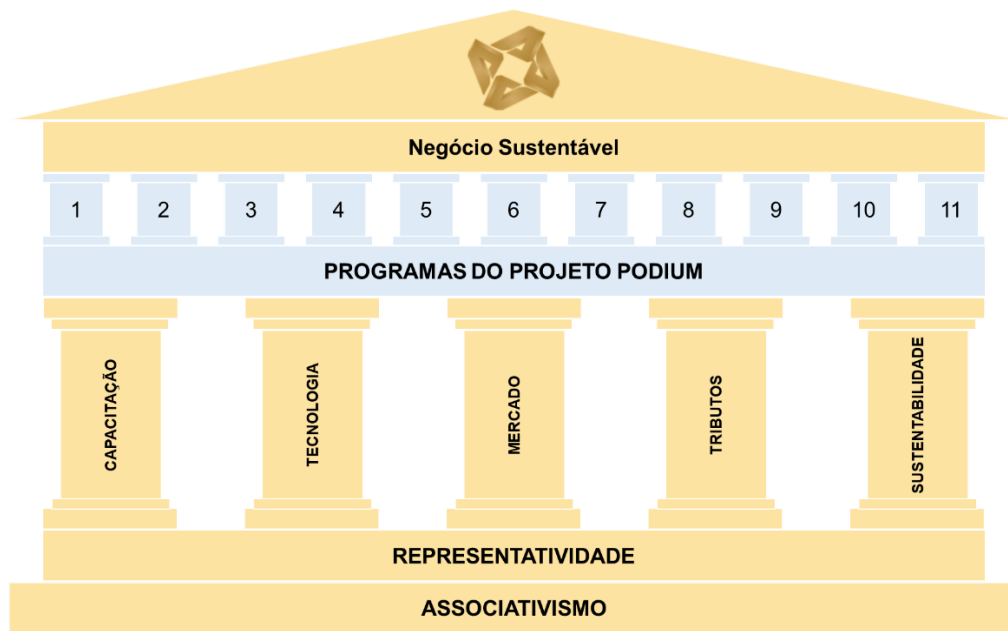 Negócio Sustentável
1 2 3 4 5 6 7 8 9 10 11
PROGRAMAS DO PROJETO PODIUM
CAPACITAÇÃO
TECNOLOGIA
MERCADO
TRIBUTOS
SUSTENTABILIDADE
REPRESENTATIVIDADE
ASSOCIATIVISMO